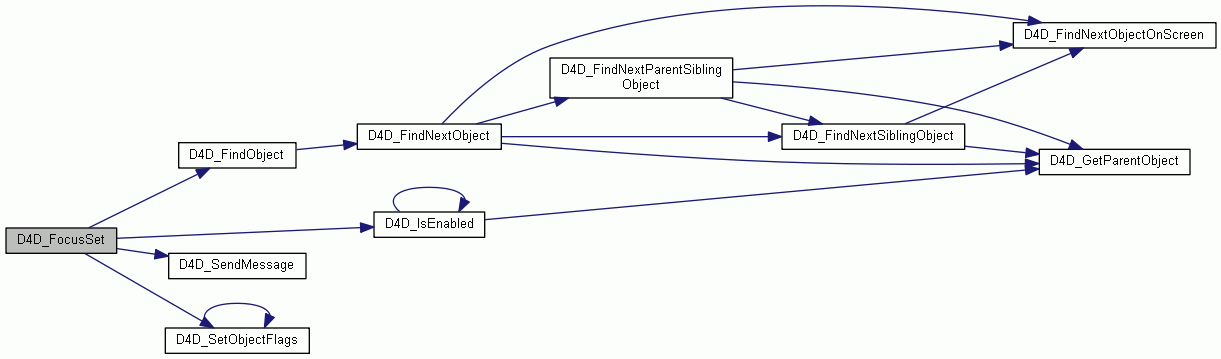 D4D_FindNextObjectOnScreen
D4D_FindNextParentSibling
Object
D4D_FindNextObject
D4D_FindNextSiblingObject
D4D_FindObject
D4D_GetParentObject
D4D_IsEnabled
D4D_FocusSet
D4D_SendMessage
D4D_SetObjectFlags